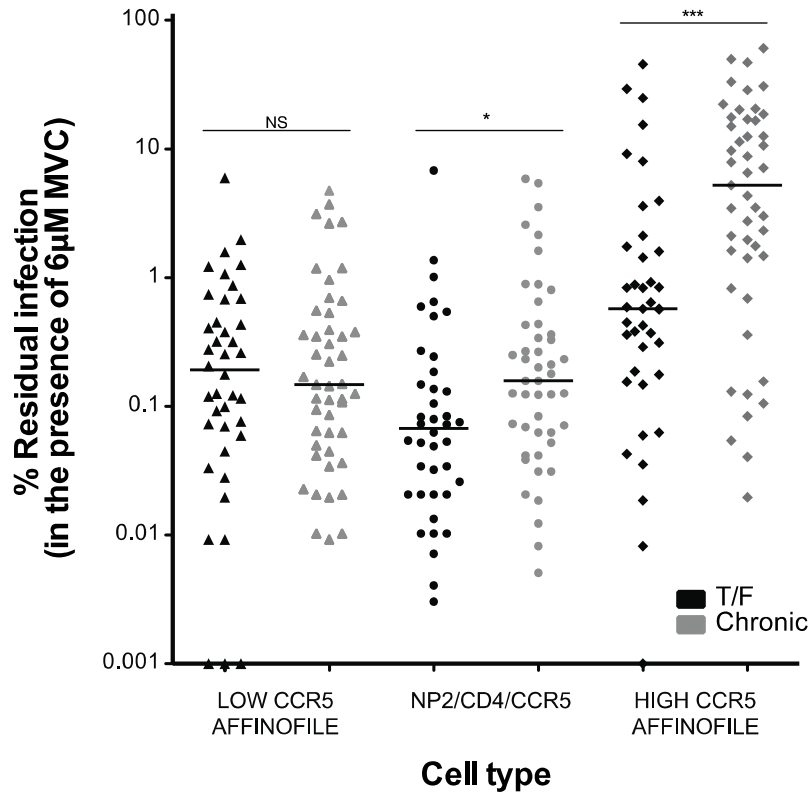 100
10
1
0.1
0.01
0.001
% Residual infection
(in the presence of 6µM MVC)
NS
*
***
T/F
Chronic
LOW CCR5
AFFINOFILE
NP2/CD4/CCR5
HIGH CCR5
AFFINOFILE
Cell type